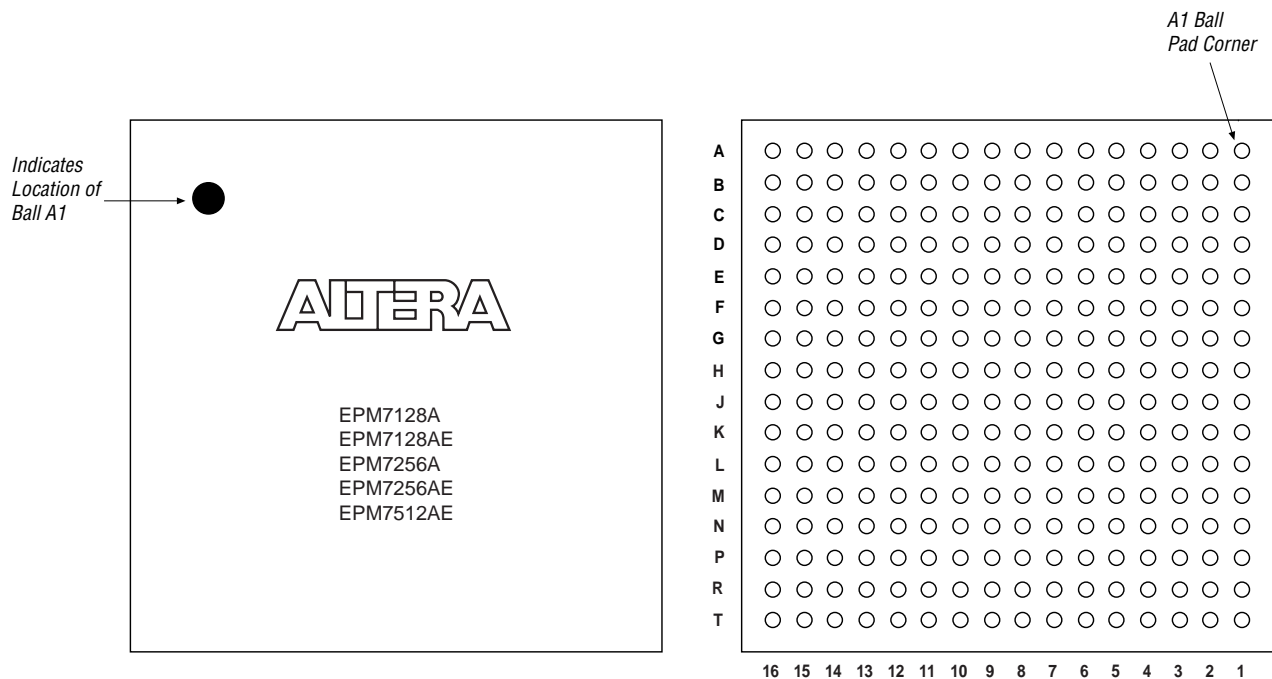 A1 Ball
Pad Corner
Indicates
Location of
Ball A1
ALTERA
EPM7128A
EPM7128AE
EPM7256A
EPM7256AE
EPM7512AE
A
B
C
D
E
F
G
H
J
K
L
M
N
P
R
T
16 15 14 13 12 11 10 9 8 7 6 5 4 3 2 1